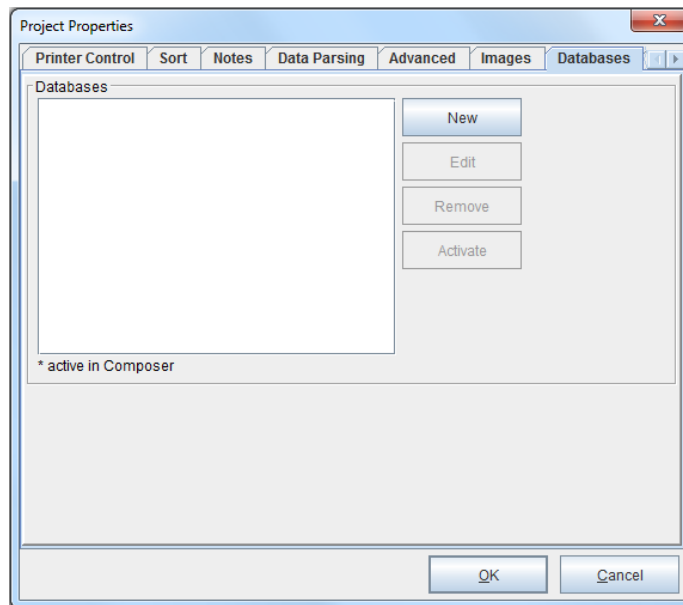 Project Properties
Printer Control Sort Notes Data Parsing Advanced Images Databases
Databases
New
Edit
Remove
Activate
* active in Composer
OK Cancel